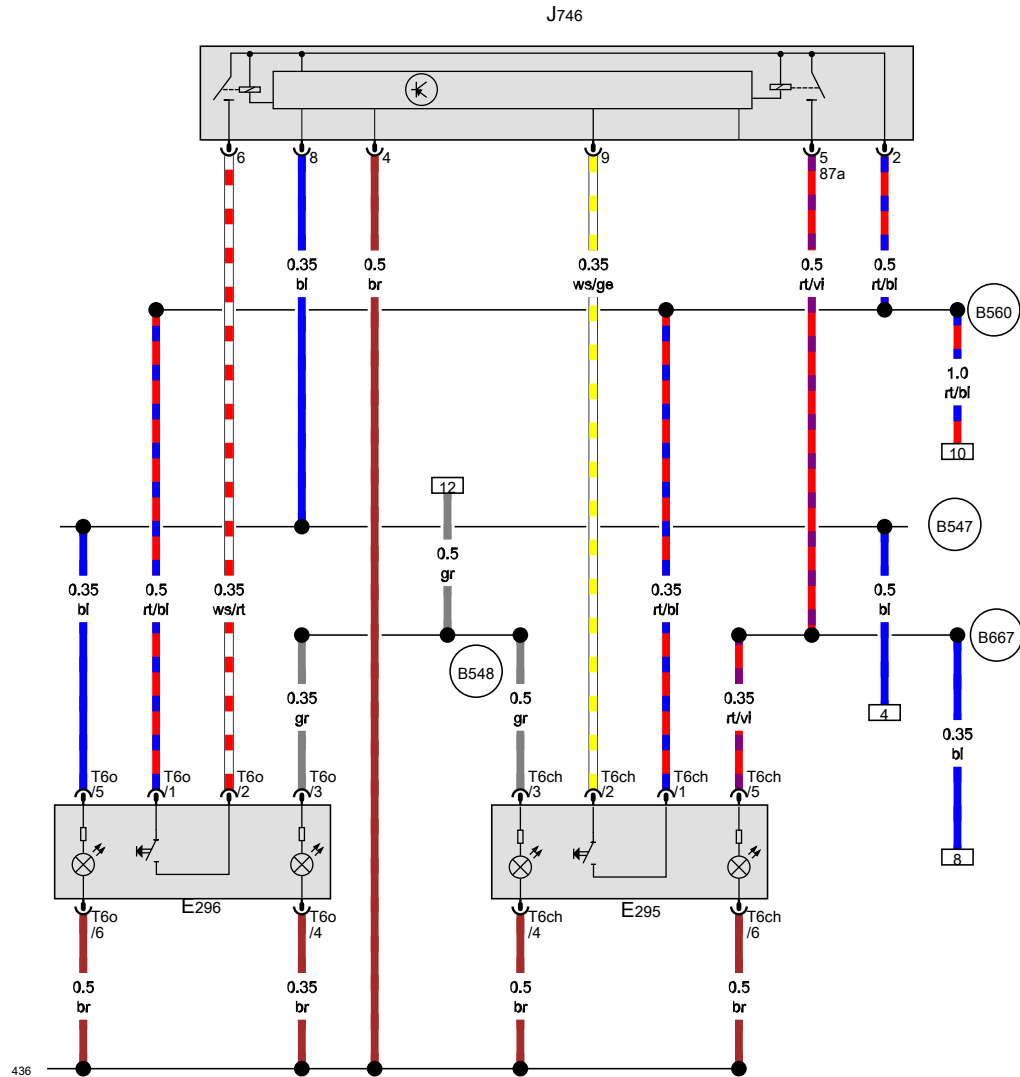 J746
6
8
4
9
5
87a
2
0.35
bl
0.5
br
0.35
ws/ge
0.5
rt/vi
0.5
rt/bl
B560
1.0
rt/bl
10
12
B547
0.5
gr
0.35
bl
0.5
rt/bl
0.35
ws/rt
0.35
rt/bl
0.5
bl
B667
B548
0.35
gr
0.5
gr
0.35
rt/vi
4
0.35
bl
T6o
/5
T6o
/1
T6o
/2
T6o
/3
T6ch
/3
T6ch
/2
T6ch
/1
T6ch
/5
8
E296
E295
T6o
/6
T6o
/4
T6ch
/4
T6ch
/6
0.5
br
0.35
br
0.5
br
0.5
br
436